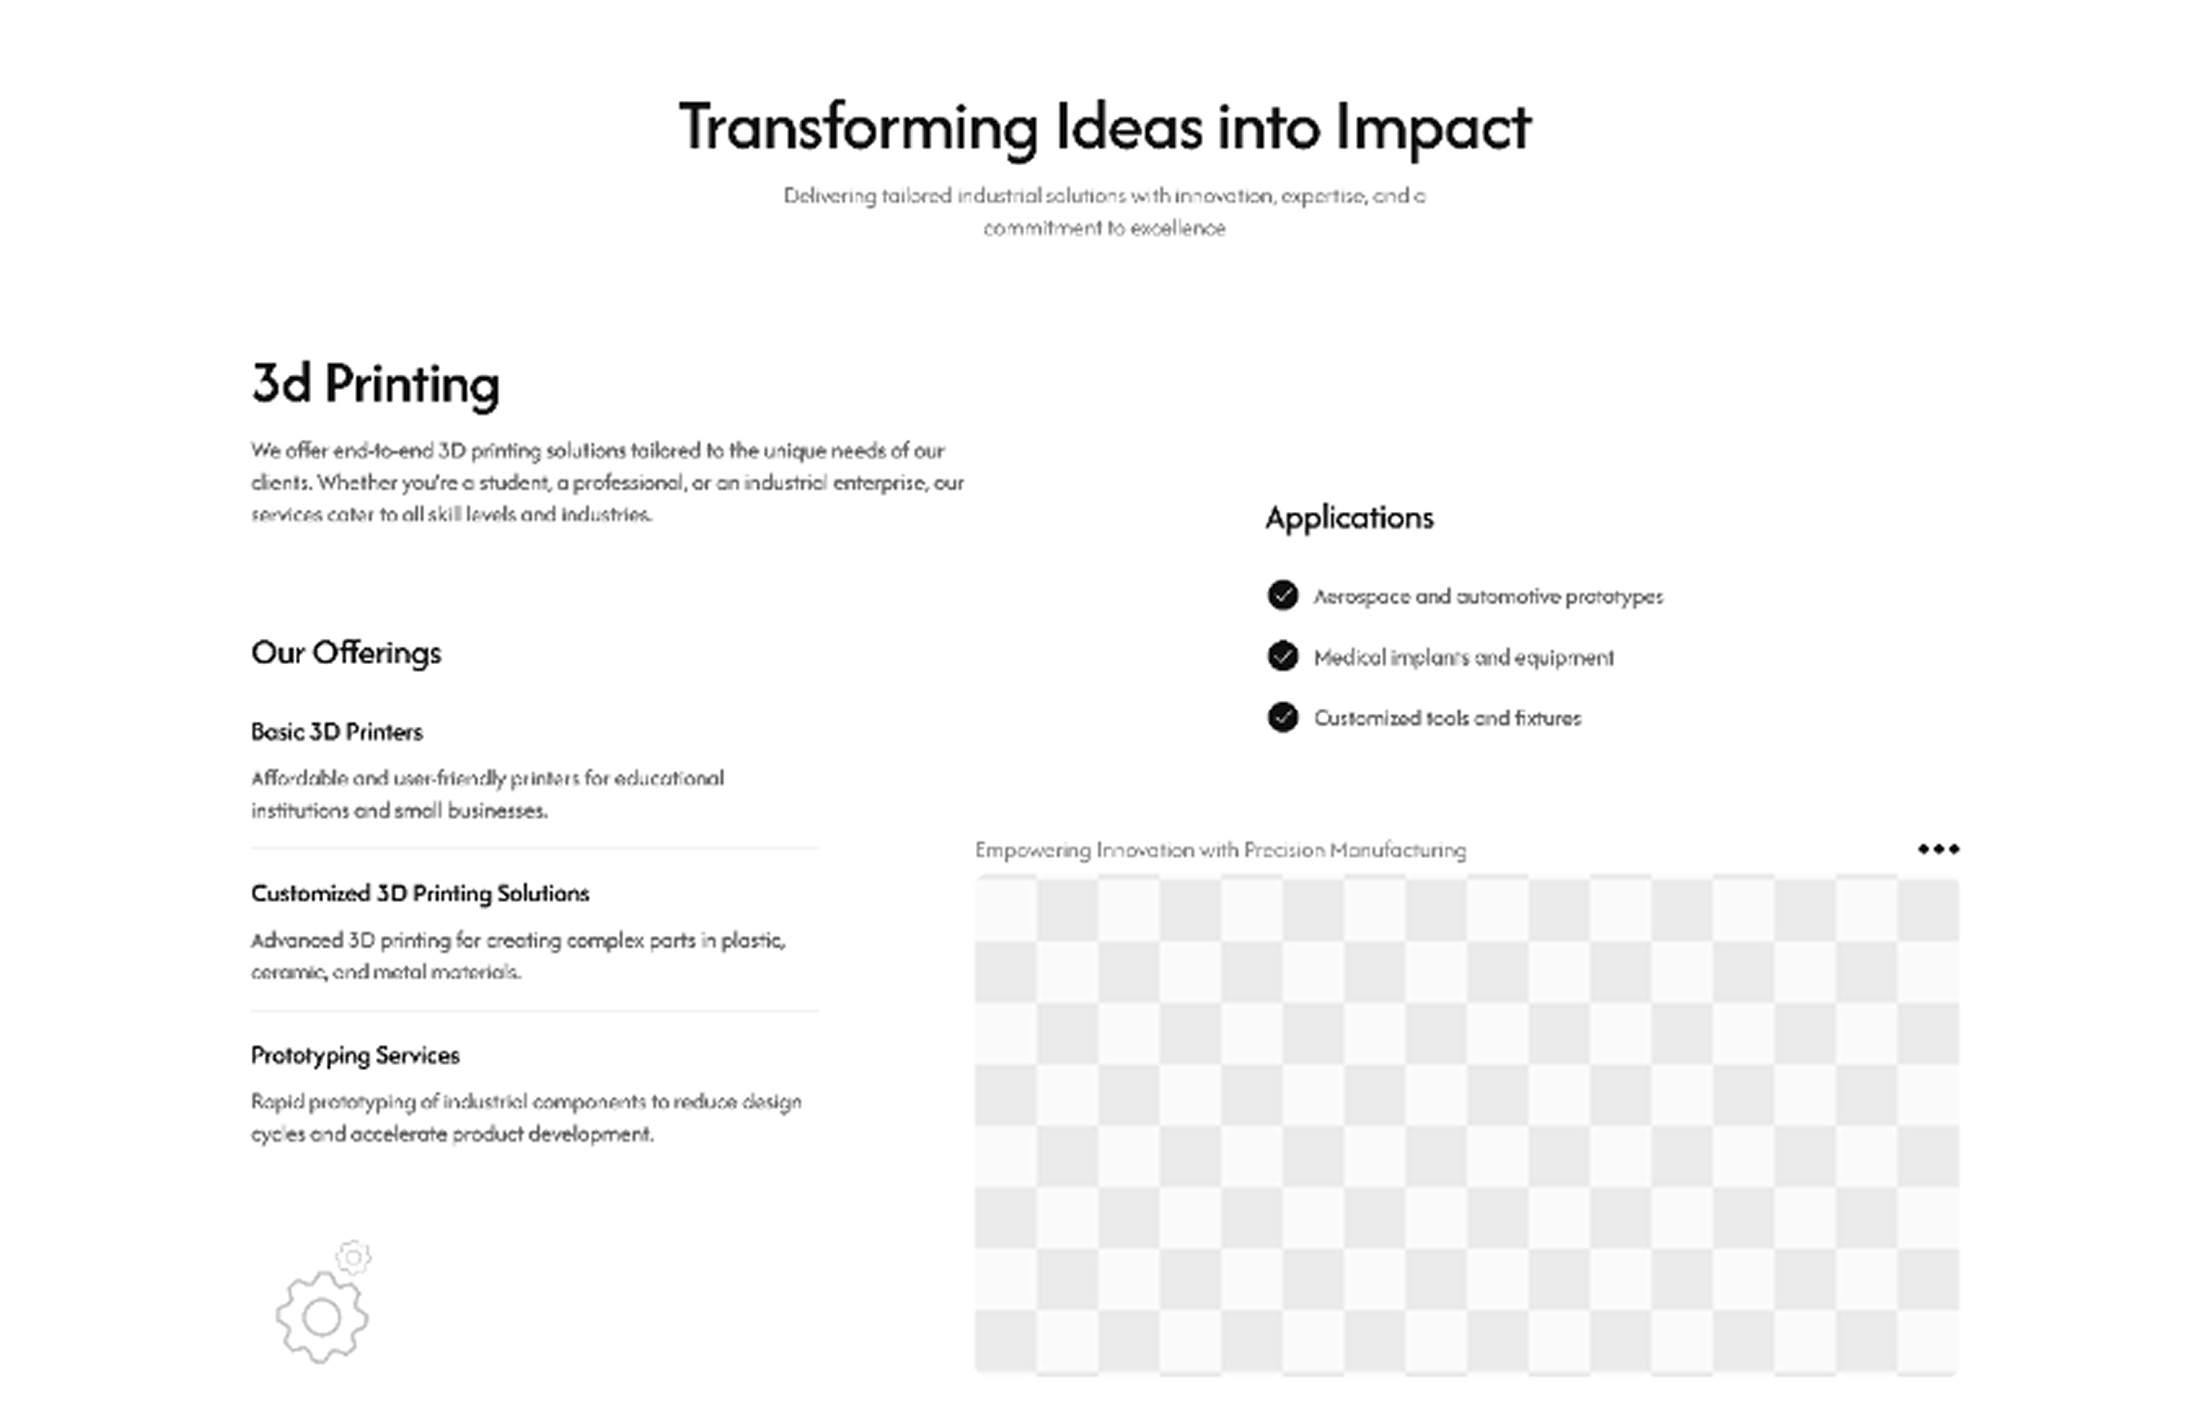 Transforming Ideas into Impact
Delivering tailored industrial solutions with innovation, expertise, and a
commitment to excellence
3d Printing
We offer end-to-end 3D printing solutions tailored to the unique needs of our
clients. Whether you're a student, a professional, or an industrial enterprise, our
services cater to all skill levels and industries.
Our Offerings
Basic 3D Printers
Affordable and user-friendly printers for educational
institutions and small businesses.
Customized 3D Printing Solutions
Advanced 3D printing for creating complex parts in plastic,
ceramic, and metal materials.
Prototyping Services
Rapid prototyping of industrial components to reduce design
cycles and accelerate product development.
Applications
Aerospace and automotive prototypes
Medical implants and equipment
Customized tools and fixtures
Empowering Innovation with Precision Manufacturing